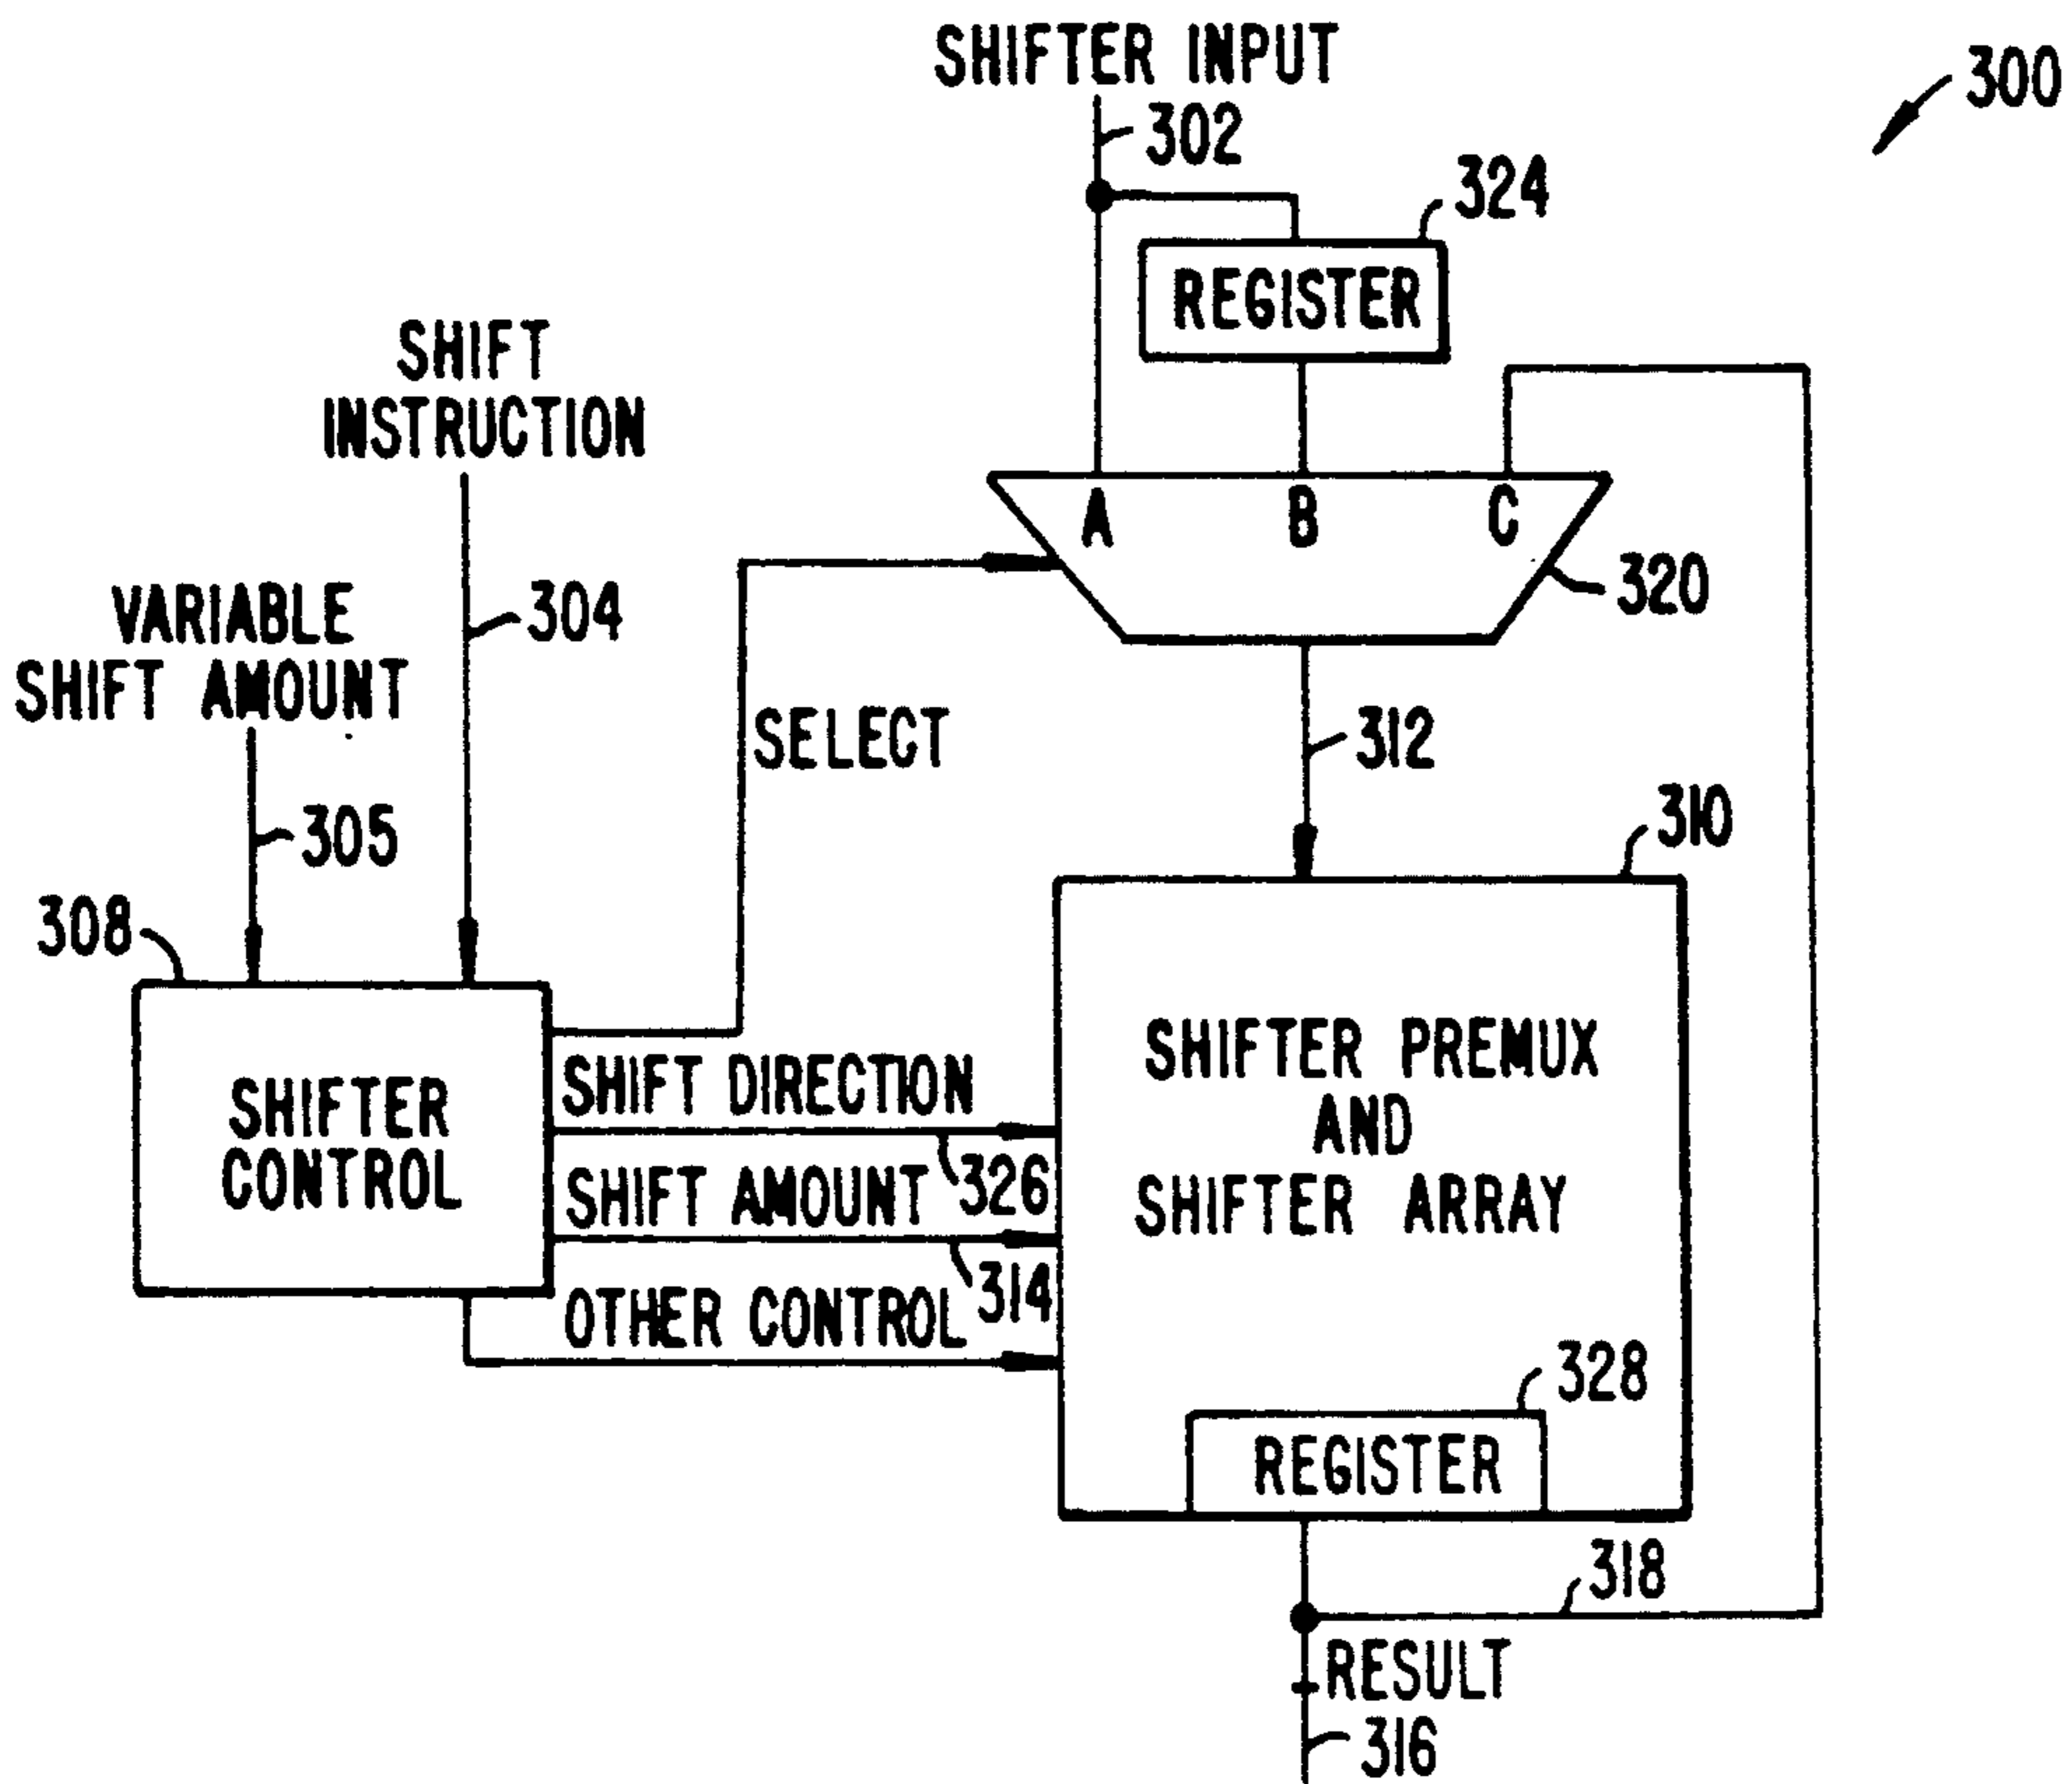 SHIFTER INPUT
300
302
324
REGISTER
SHIFT
INSTRUCTION
A B C
VARIABLE
SHIFT AMOUNT
304
320
SELECT
312
305
310
308
SHIFTER
CONTROL
SHIFT DIRECTION
326
SHIFT AMOUNT
314
OTHER CONTROL
SHIFTER PREMUX
AND
SHIFTER ARRAY
328
REGISTER
318
RESULT
316